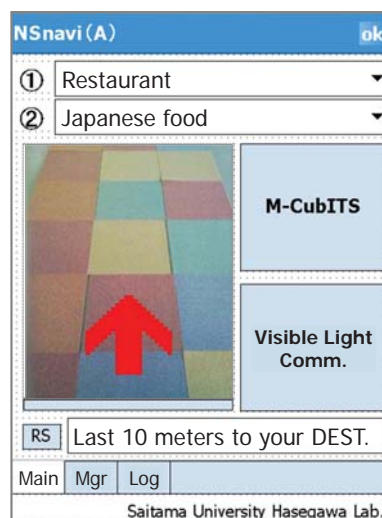 NSnavi(A) ok
① Restaurant
② Japanese food
M-CubITS
Visible Light
Comm.
RS Last 10 meters to your DEST.
Main Mgr Log
Saitama University Hasegawa Lab.